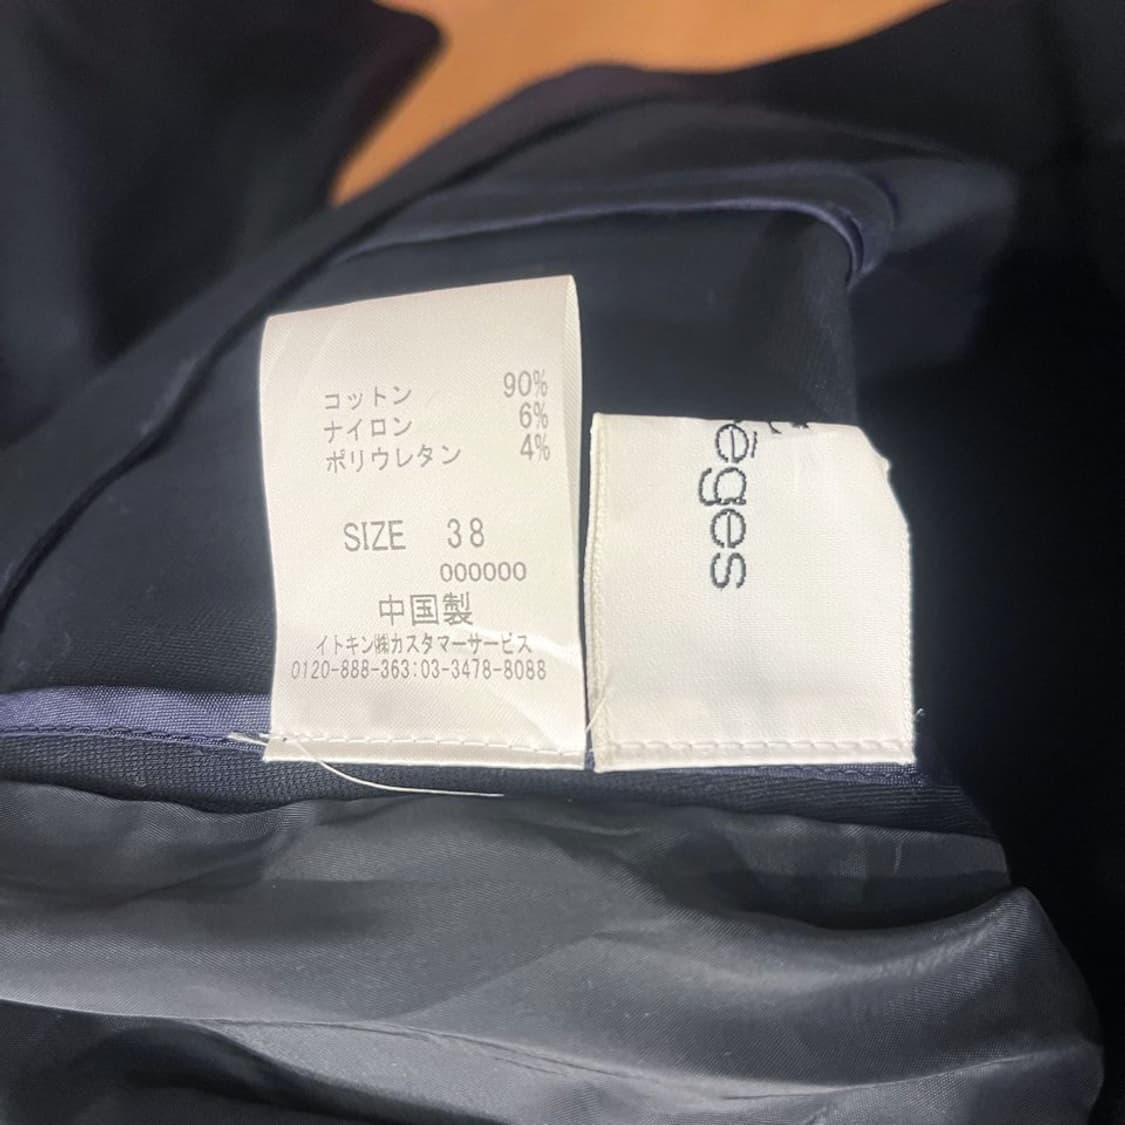 コットン 90%
ナイロン 6%
ポリウレタン 4%
SIZE 38
000000
中国製
イトキン㈱カスタマーサービス
0120-888-363:03-3478-8088
ēges